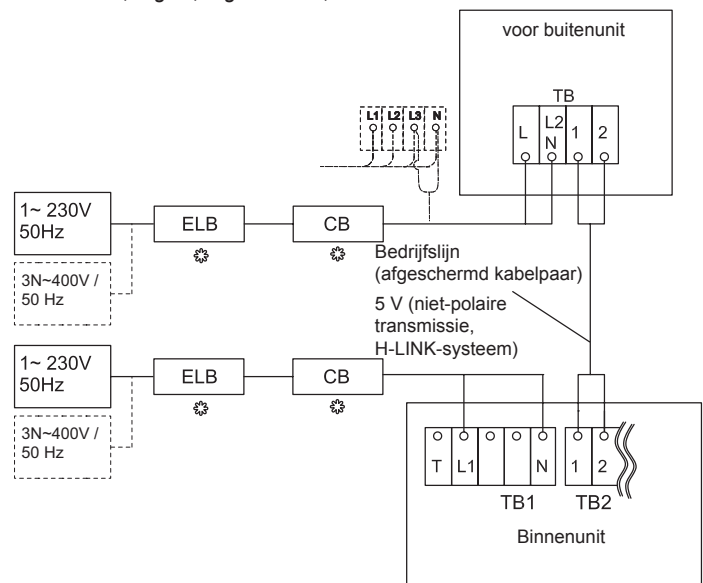 voor buitenunit
TB
L
L2
N
1
2
L1
L2
L3
N
1~ 230V
50Hz
ELB
CB
3N~400V /
50 Hz
Bedrijfslijn
(afgeschermd kabelpaar)
5 V (niet-polaire
transmissie,
H-LINK-systeem)
1~ 230V
50Hz
ELB
CB
3N~400V /
50 Hz
T
L1
N
1
2
TB1
TB2
Binnenunit